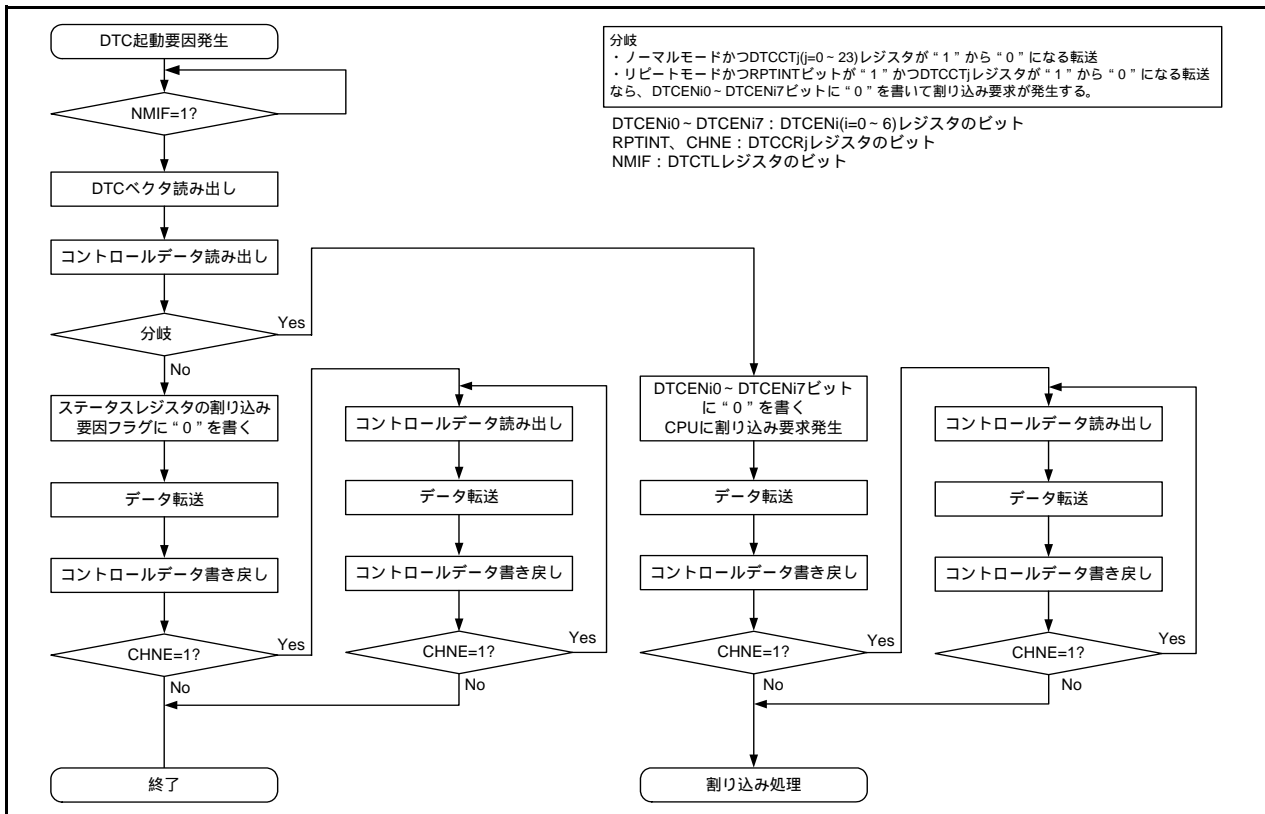 DTC起動要因発生
NMIF=1?
DTCベクタ読み出し
コントロールデータ読み出し
分岐
Yes
No
ステータスレジスタの割り込み
要因フラグに“0”を書く
データ転送
コントロールデータ書き戻し
CHNE=1?
Yes
No
終了
コントロールデータ読み出し
データ転送
コントロールデータ書き戻し
CHNE=1?
Yes
No
分岐
・ノーマルモードかつDTCCTj(j=0~23)レジスタが“1”から“0”になる転送
・リピートモードかつRPTINTビットが“1”かつDTCCTjレジスタが“1”から“0”になる転送
なら、DTCENi0~DTCENi7ビットに“0”を書いて割り込み要求が発生する。
DTCENi0~DTCENi7:DTCENi(i=0~6)レジスタのビット
RPTINT、CHNE:DTCCRjレジスタのビット
NMIF:DTCTLレジスタのビット
DTCENi0~DTCENi7ビット
に“0”を書く
CPUに割り込み要求発生
データ転送
コントロールデータ書き戻し
CHNE=1?
Yes
No
割り込み処理
コントロールデータ読み出し
データ転送
コントロールデータ書き戻し
CHNE=1?
Yes
No